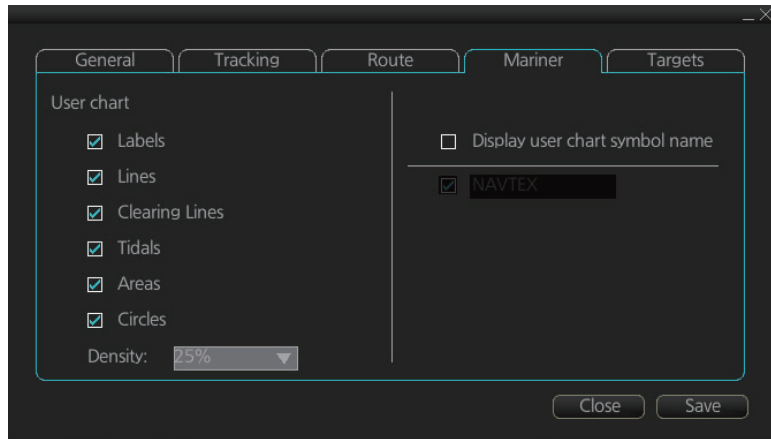 General Tracking Route Mariner Targets
User chart
Labels
Lines
Clearing Lines
Tidals
Areas
Circles
Density: 25%
Display user chart symbol name
NAVTEX
Close Save